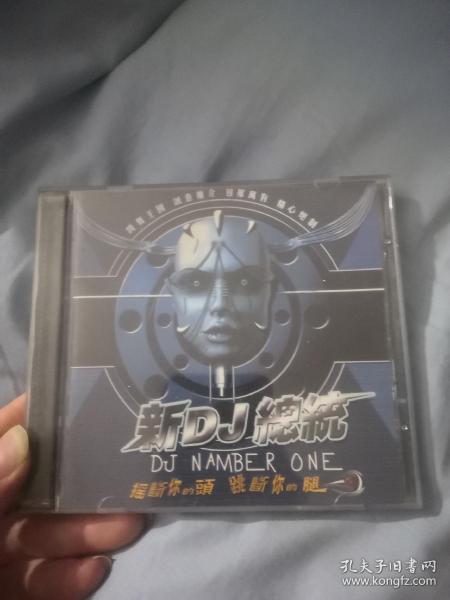 新DJ總統
DJ NAMBER ONE
搖斷你的頭 跳斷你的腿
孔夫子旧书网
www.kongfz.com